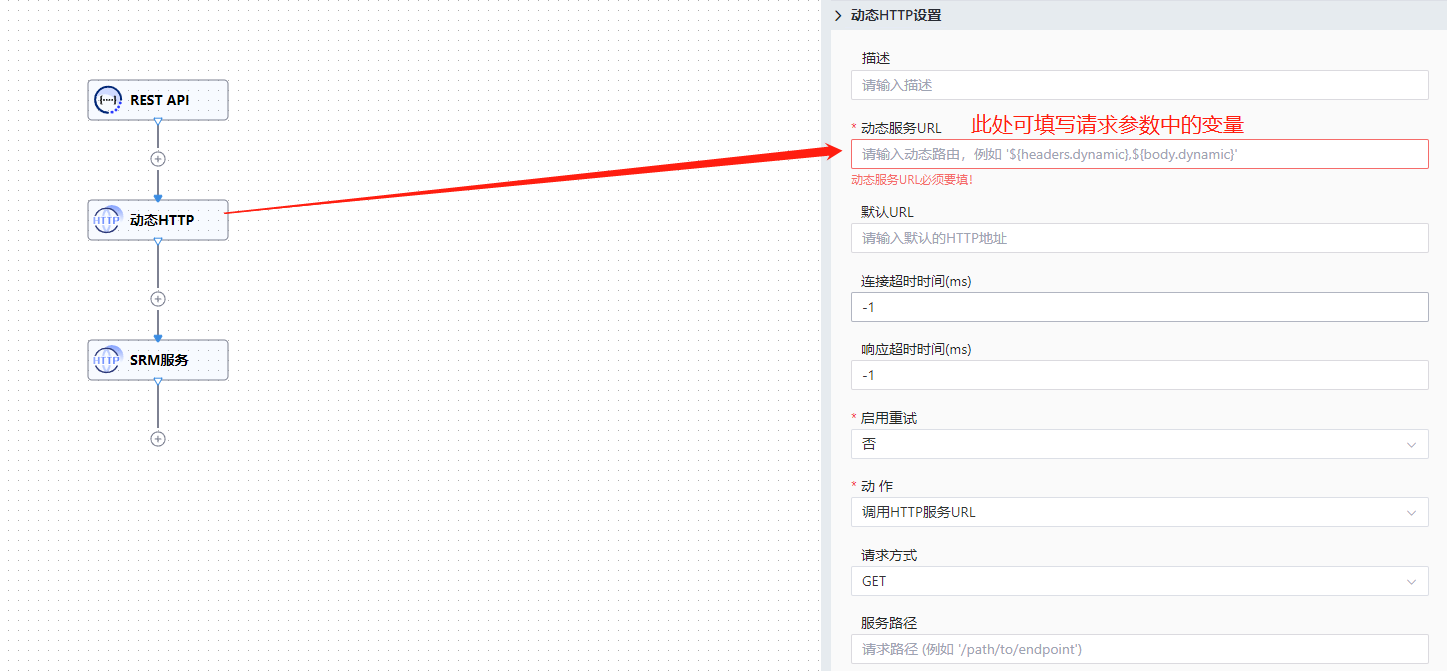 REST API
HTTP 动态HTTP
HTTP SRM服务
动态HTTP设置
描述
请输入描述
* 动态服务URL 此处可填写请求参数中的变量
请输入动态路由，例如 '${headers.dynamic},${body.dynamic}'
动态服务URL必须要填!
默认URL
请输入默认的HTTP地址
连接超时时间(ms)
-1
响应超时时间(ms)
-1
* 启用重试
否
* 动 作
调用HTTP服务URL
请求方式
GET
服务路径
请求路径 (例如 '/path/to/endpoint')